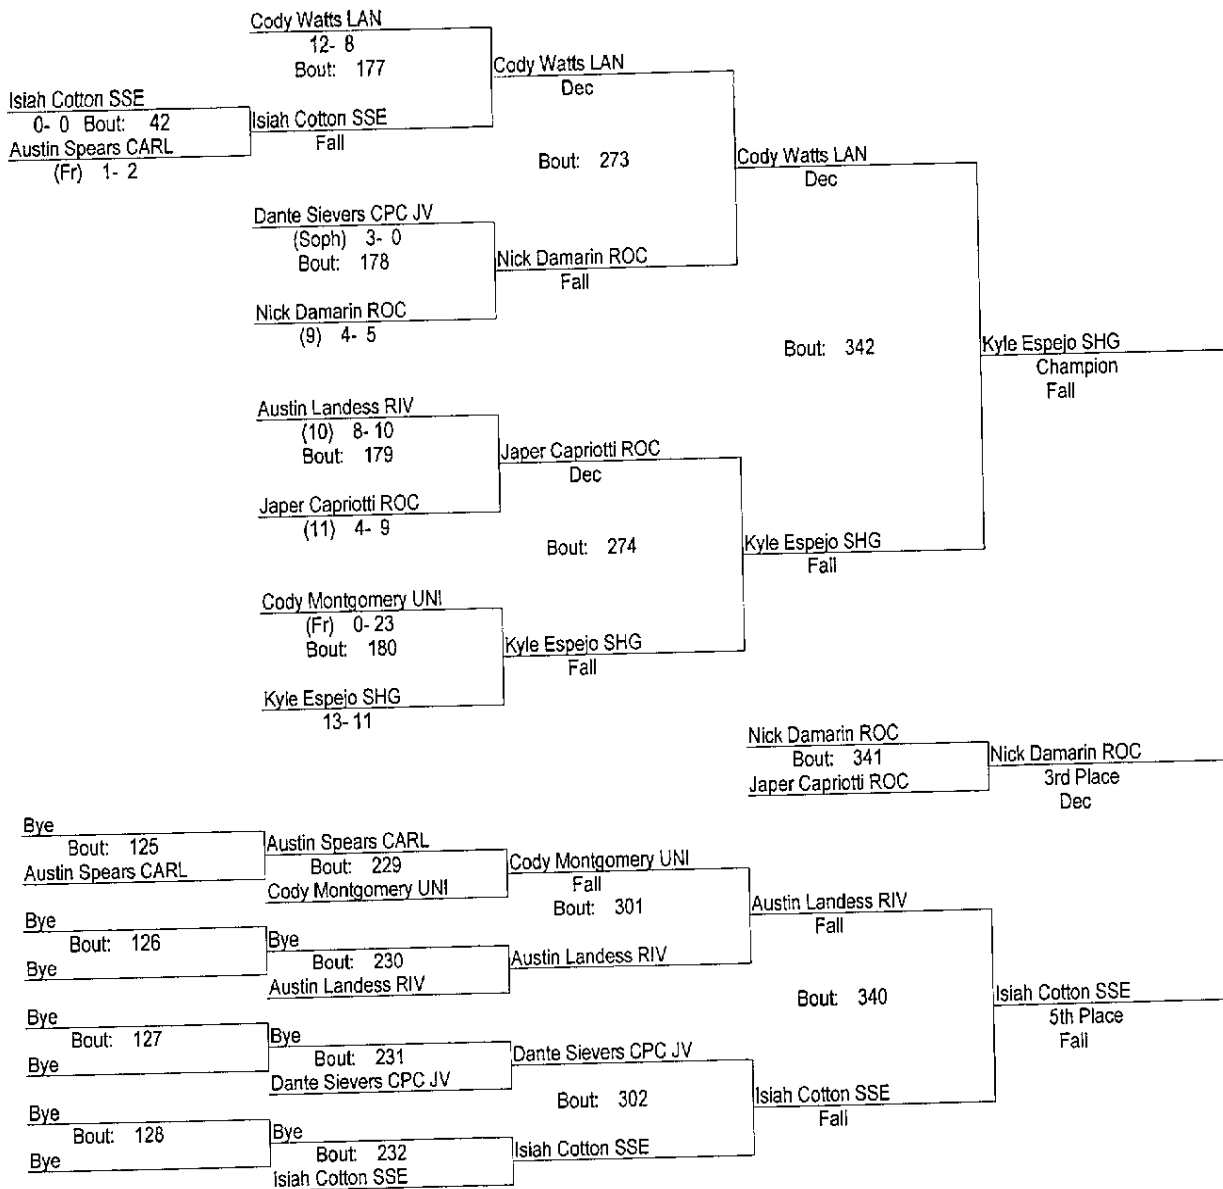 Cody Watts LAN
12- 8
Bout: 177
Cody Watts LAN
Dec
Isiah Cotton SSE
0- 0 Bout: 42
Austin Spears CARL
(Fr) 1- 2
Isiah Cotton SSE
Fall
Bout: 273
Cody Watts LAN
Dec
Dante Sievers CPC JV
(Soph) 3- 0
Bout: 178
Nick Damarin ROC
Fall
Nick Damarin ROC
(9) 4- 5
Bout: 342
Kyle Espejo SHG
Champion
Fall
Austin Landess RIV
(10) 8- 10
Bout: 179
Japer Capriotti ROC
Dec
Japer Capriotti ROC
(11) 4- 9
Bout: 274
Kyle Espejo SHG
Fall
Cody Montgomery UNI
(Fr) 0- 23
Bout: 180
Kyle Espejo SHG
Fall
Kyle Espejo SHG
13- 11
Nick Damarin ROC
Bout: 341
Japer Capriotti ROC
Nick Damarin ROC
3rd Place
Dec
Bye
Bout: 125
Austin Spears CARL
Austin Spears CARL
Bout: 229
Cody Montgomery UNI
Cody Montgomery UNI
Fall
Bout: 301
Austin Landess RIV
Fall
Bye
Bout: 126
Bye
Bye
Bout: 230
Austin Landess RIV
Austin Landess RIV
Bout: 340
Isiah Cotton SSE
5th Place
Fall
Bye
Bout: 127
Bye
Bye
Bout: 231
Dante Sievers CPC JV
Dante Sievers CPC JV
Bout: 302
Isiah Cotton SSE
Fall
Bye
Bout: 128
Bye
Bye
Bout: 232
Isiah Cotton SSE
Isiah Cotton SSE